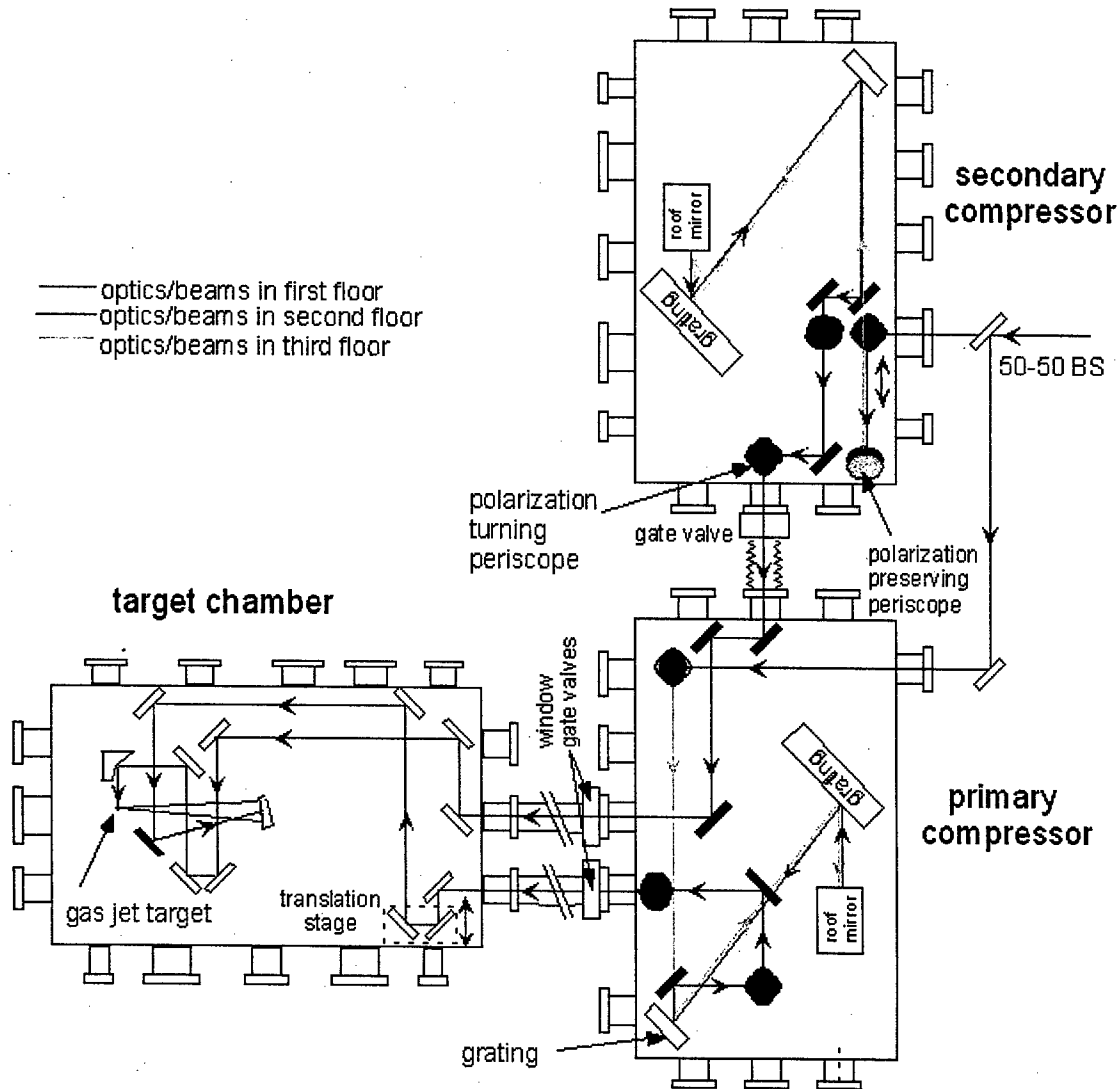 secondary
compressor
roof
mirror
grating
optics/beams in first floor
optics/beams in second floor
optics/beams in third floor
50-50 BS
polarization
turning
periscope
gate valve
polarization
preserving
periscope
target chamber
window
gate valves
grating
primary
compressor
gas jet target
translation
stage
roof
mirror
grating